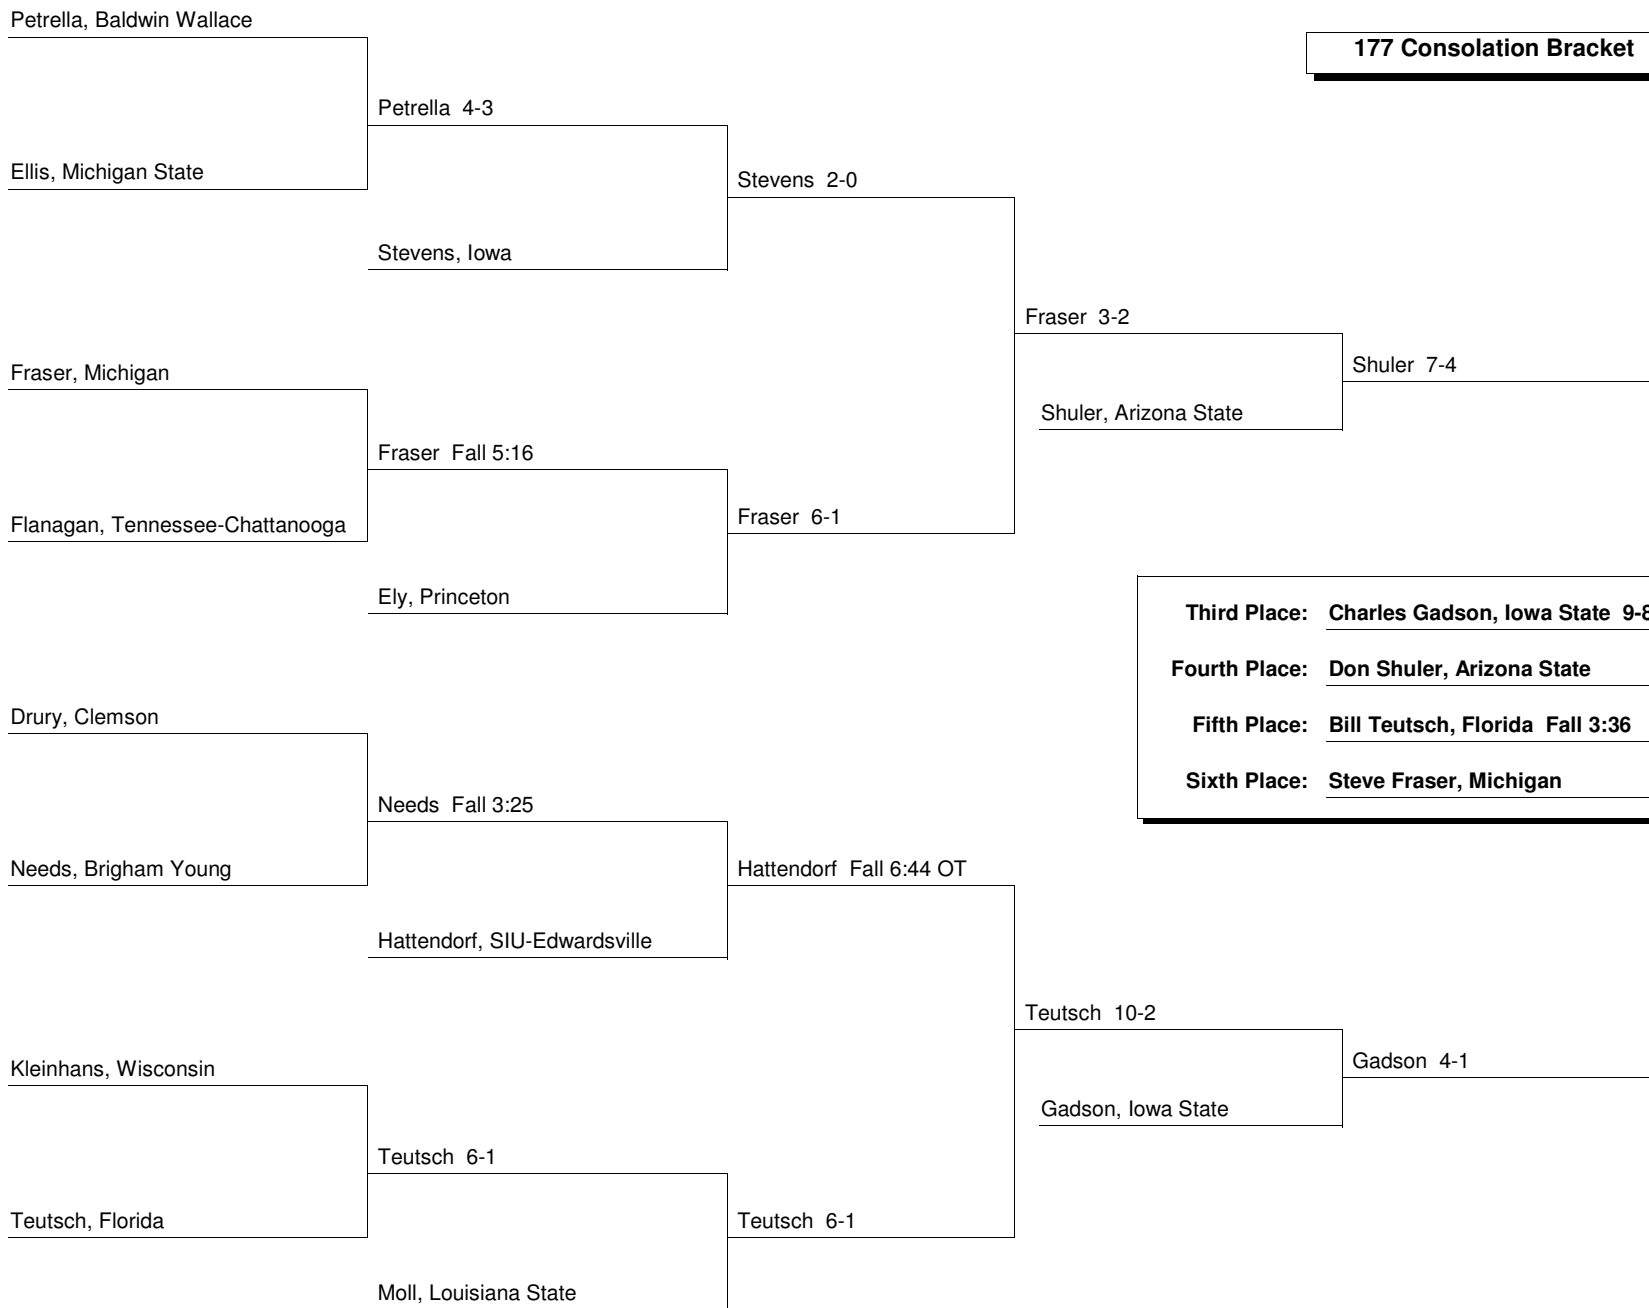 Petrella, Baldwin Wallace
177 Consolation Bracket
Petrella 4-3
Ellis, Michigan State
Stevens 2-0
Stevens, Iowa
Fraser 3-2
Fraser, Michigan
Shuler 7-4
Shuler, Arizona State
Fraser Fall 5:16
Flanagan, Tennessee-Chattanooga
Fraser 6-1
Ely, Princeton
Third Place: Charles Gadson, Iowa State 9-8
Fourth Place: Don Shuler, Arizona State
Drury, Clemson
Fifth Place: Bill Teutsch, Florida Fall 3:36
Sixth Place: Steve Fraser, Michigan
Needs Fall 3:25
Needs, Brigham Young
Hattendorf Fall 6:44 OT
Hattendorf, SIU-Edwardsville
Teutsch 10-2
Kleinhans, Wisconsin
Gadson 4-1
Gadson, Iowa State
Teutsch 6-1
Teutsch, Florida
Teutsch 6-1
Moll, Louisiana State